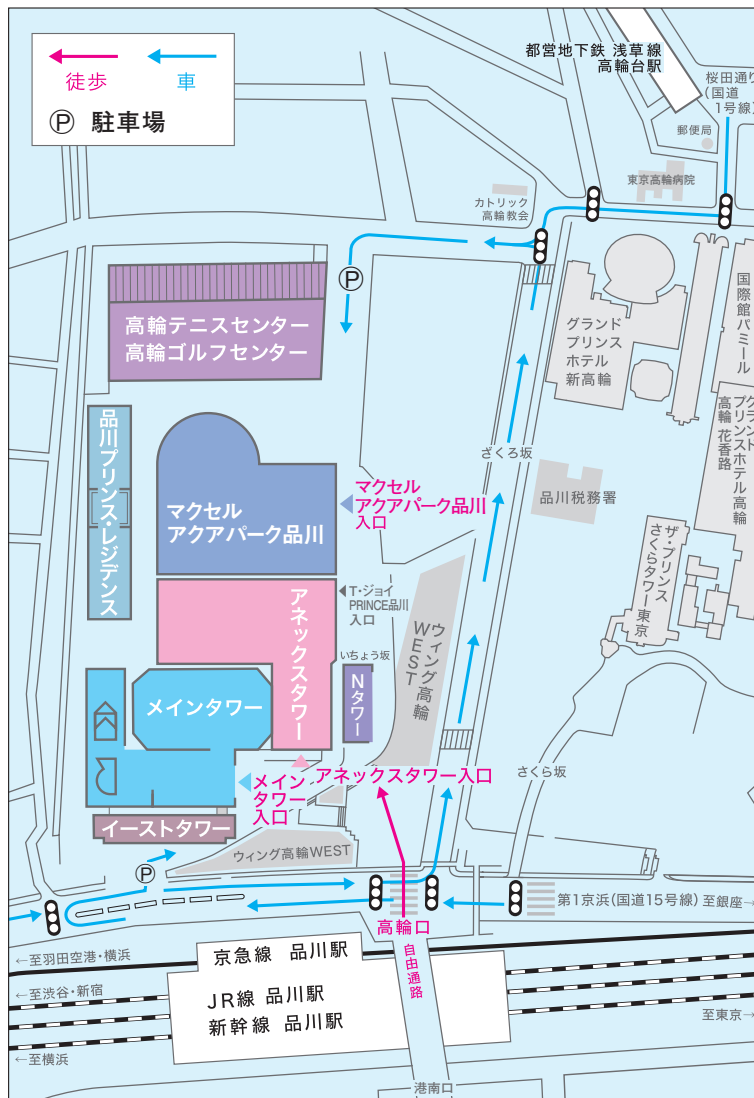 徒歩
車
Ⓟ 駐車場
都営地下鉄 浅草線
高輪台駅
桜田通り
(国道
1号線)
郵便局
東京高輪病院
カトリック
高輪教会
Ⓟ
高輪テニスセンター
高輪ゴルフセンター
グランド
プリンス
ホテル
新高輪
国際館パミール
グランド
プリンスホテル高輪
高輪 花香路
品川プリンス・レジデンス
ざくろ坂
品川税務署
マクセル
アクアパーク品川
マクセル
アクアパーク品川
入口
ザ・プリンス
さくらタワー東京
T・ジョイ
PRINCE品川
入口
アネックスタワー
ウィング高輪
WEST
いちょう坂
Nタワー
メインタワー
アネックスタワー入口
さくら坂
メイン
タワー
入口
イーストタワー
ウィング高輪WEST
Ⓟ
第1京浜(国道15号線)
至銀座→
高輪口
自由通路
←至羽田空港・横浜
京急線 品川駅
←至渋谷・新宿
JR線 品川駅
新幹線 品川駅
至東京→
←至横浜
港南口